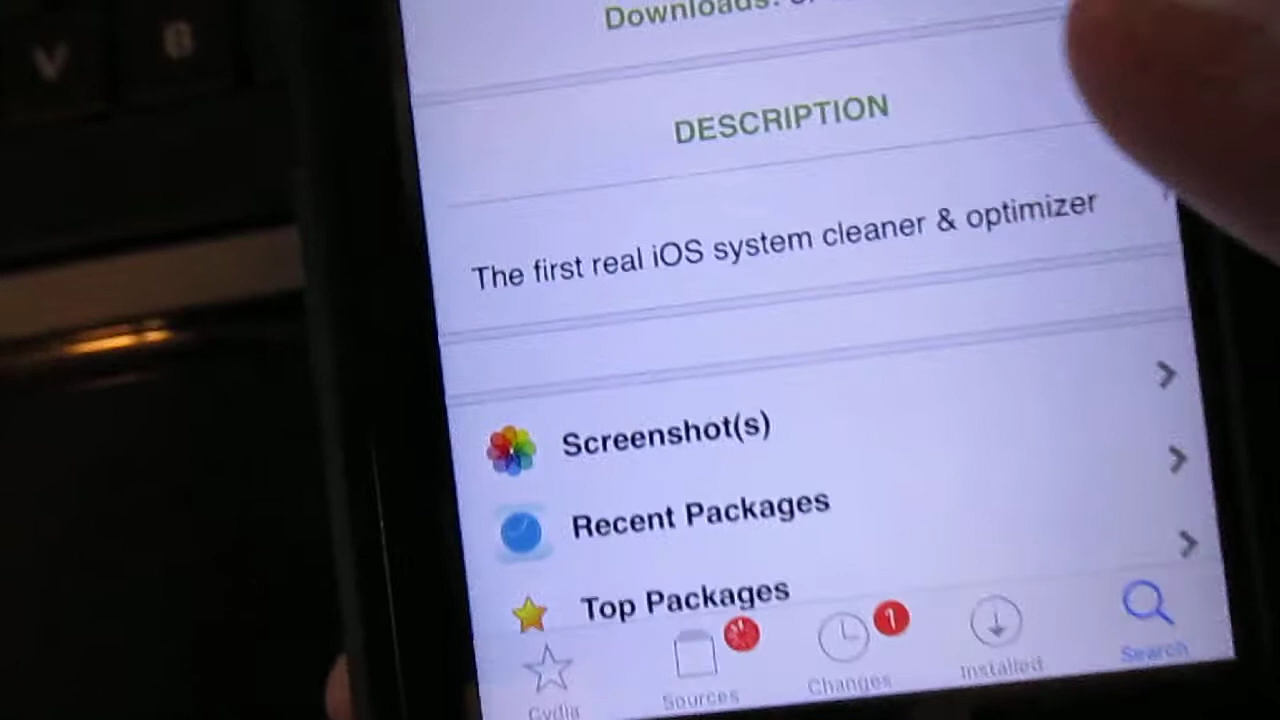 V B
Downloads:
DESCRIPTION
The first real iOS system cleaner & optimizer
Screenshot(s)
Recent Packages
Top Packages
1
Cydia Sources Changes Installed Search